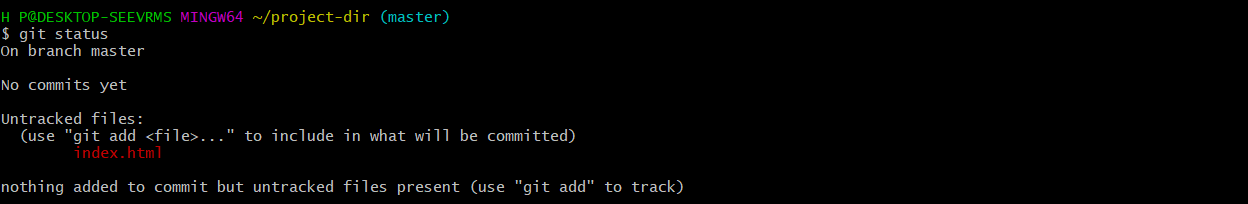 H P@DESKTOP-SEEVRMS MINGW64 ~/project-dir (master)
$ git status
On branch master
No commits yet
Untracked files:
(use "git add <file>..." to include in what will be committed)
index.html
nothing added to commit but untracked files present (use "git add" to track)